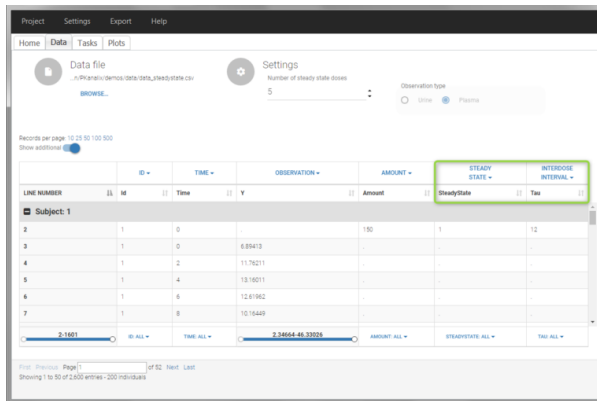 Project Settings Export Help
Home Data Tasks Plots
Data file
.../PKanalix/demos/data/data_steadystate.csv
BROWSE...
Settings
Number of steady state doses
5
Observation type
Urine Plasma
Records per page: 10 25 50 100 500
Show additional
ID TIME OBSERVATION AMOUNT STEADY STATE INTERDOSE INTERVAL
LINE NUMBER Id Time Y Amount SteadyState Tau
Subject: 1
2 1 0 . 150 1 12
3 1 0 6.89413 . . .
4 1 2 11.76211 . . .
5 1 4 13.16011 . . .
6 1 6 12.61962 . . .
7 1 8 10.16449 . . .
2-1601 ID: ALL TIME: ALL 2.34664-46.33026 AMOUNT: ALL STEADYSTATE: ALL TAU: ALL
First Previous Page 1 of 52 Next Last
Showing 1 to 50 of 2,600 entries - 200 individuals